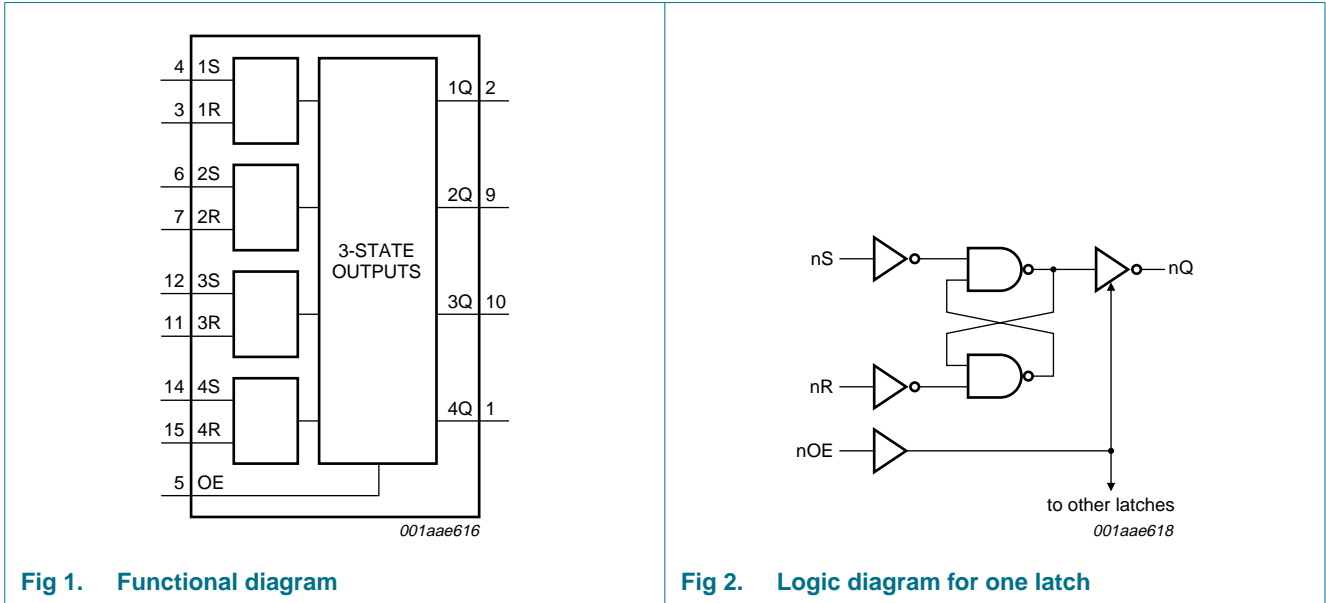 4 1S
3 1R
1Q 2
6 2S
7 2R
2Q 9
3-STATE
OUTPUTS
12 3S
11 3R
3Q 10
14 4S
15 4R
4Q 1
5 OE
001aae616
Fig 1. Functional diagram
nS
nQ
nR
nOE
to other latches
001aae618
Fig 2. Logic diagram for one latch